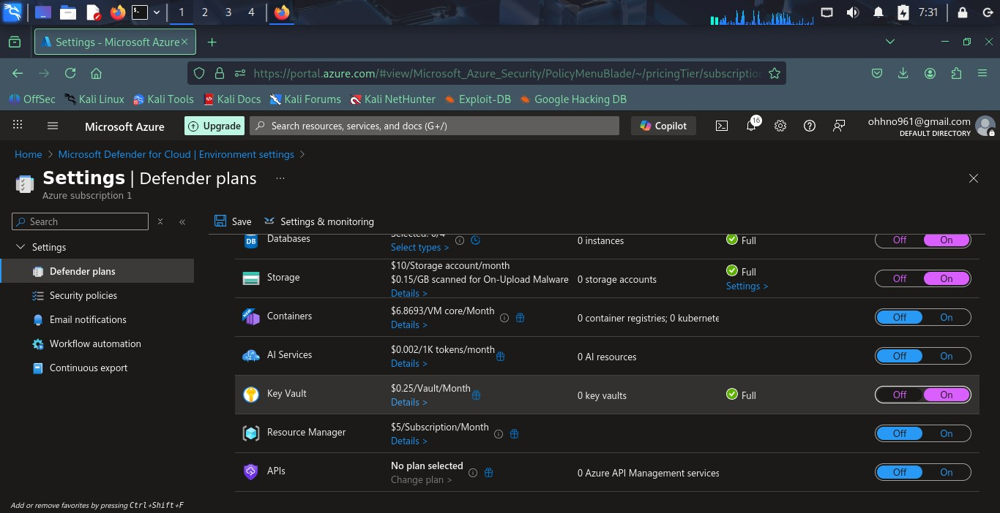 1 2 3 4 7:31
Settings - Microsoft Azure
https://portal.azure.com/#view/Microsoft_Azure_Security/PolicyMenuBlade/~/pricingTier/subscriptio
OffSec Kali Linux Kali Tools Kali Docs Kali Forums Kali NetHunter Exploit-DB Google Hacking DB
Microsoft Azure Upgrade Search resources, services, and docs (G+/) Copilot 16 ohhno961@gmail.com
DEFAULT DIRECTORY
Home > Microsoft Defender for Cloud | Environment settings >
Settings | Defender plans ...
Azure subscription 1
Search
Save Settings & monitoring
Settings
Defender plans
Security policies
Email notifications
Workflow automation
Continuous export
Databases Selected: 0/4 0 instances Full Off On
Select types >
Storage $10/Storage account/month 0 storage accounts Full Off On
$0.15/GB scanned for On-Upload Malware
Details > Settings >
Containers $6.8693/VM core/Month 0 container registries; 0 kubernete Off On
Details >
AI Services $0.002/1K tokens/month 0 AI resources Off On
Details >
Key Vault $0.25/Vault/Month 0 key vaults Full Off On
Details >
Resource Manager $5/Subscription/Month Off On
Details >
APIs No plan selected 0 Azure API Management services Off On
Change plan >
Add or remove favorites by pressing Ctrl+Shift+F